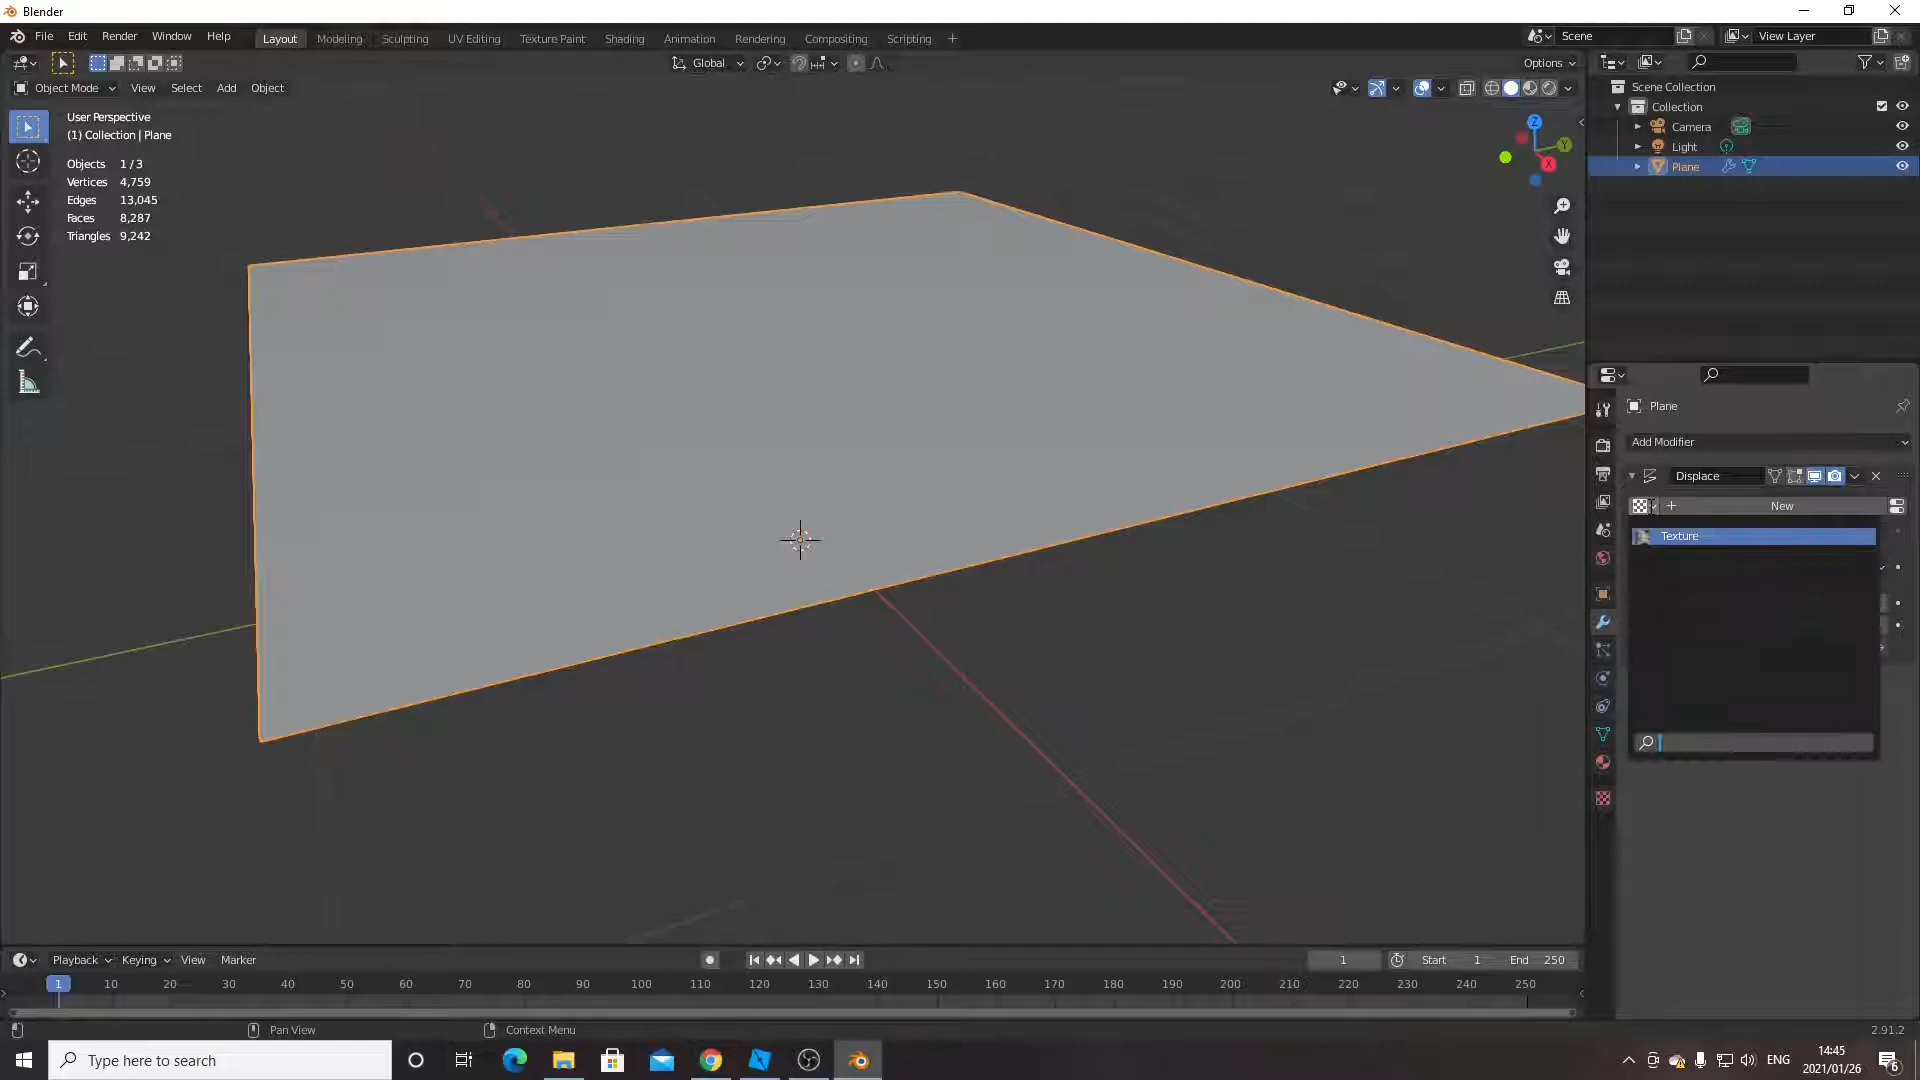 Blender
File Edit Render Window Help
Layout Modeling Sculpting UV Editing Texture Paint Shading Animation Rendering Compositing Scripting +
Scene
View Layer
Global
Options
Object Mode View Select Add Object
User Perspective
(1) Collection | Plane
Objects 1 / 3
Vertices 4,759
Edges 13,045
Faces 8,287
Triangles 9,242
Z
Y
X
Scene Collection
Collection
Camera
Light
Plane
Plane
Add Modifier
Displace
New
Texture
Playback Keying View Marker
1
Start 1
End 250
1 10 20 30 40 50 60 70 80 90 100 110 120 130 140 150 160 170 180 190 200 210 220 230 240 250
Pan View
Context Menu
2.91.2
Type here to search
ENG
14:45
2021/01/26
6